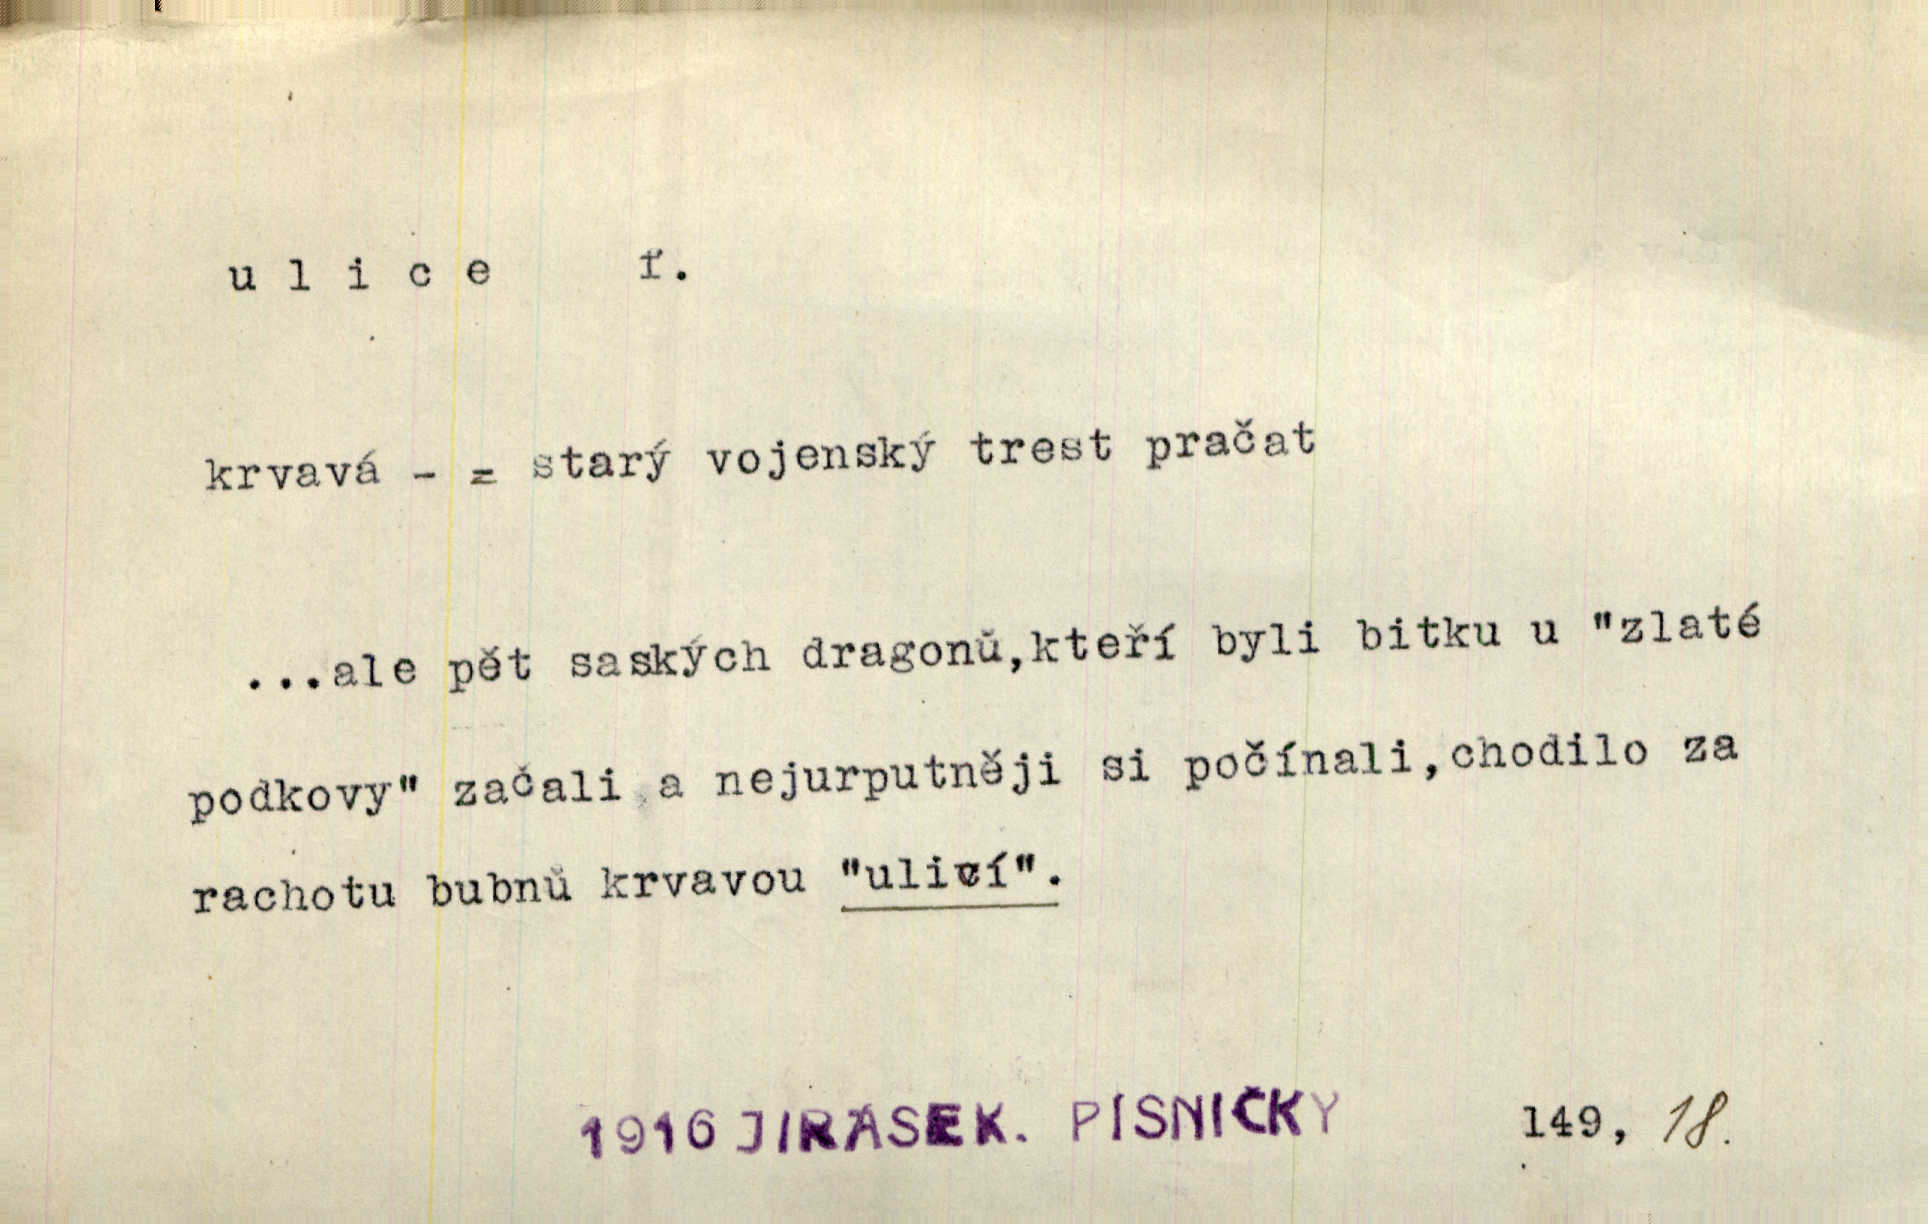 ulice f.
krvavá - = starý vojenský trest pračat
...ale pět saských dragonů,kteří byli bitku u "zlaté
podkovy" začali a nejurputněji si počínali,chodilo za
rachotu bubnů krvavou "ulicí".
1916 JIRÁSEK. PÍSNIČKY 149, 18.